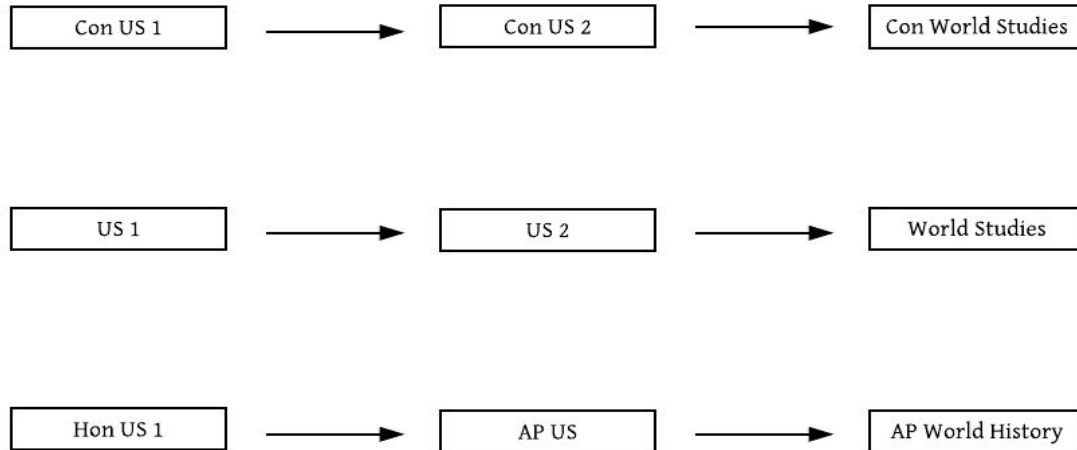 Con US 1
Con US 2
Con World Studies
US 1
US 2
World Studies
Hon US 1
AP US
AP World History